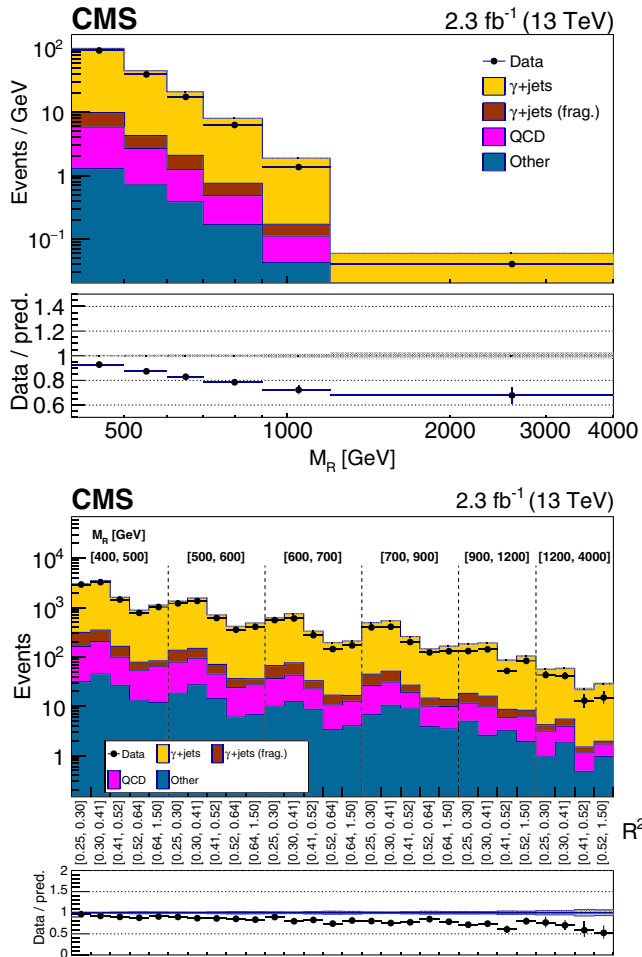 CMS 2.3 fb⁻¹ (13 TeV)
Events / GeV
10²
10
1
10⁻¹
Data
γ+jets
γ+jets (frag.)
QCD
Other
Data / pred.
1.4
1.2
1
0.8
0.6
500 1000 2000 3000 4000
M_R [GeV]
CMS 2.3 fb⁻¹ (13 TeV)
M_R [GeV]
[400, 500] [500, 600] [600, 700] [700, 900] [900, 1200] [1200, 4000]
Events
10⁴
10³
10²
10
1
Data γ+jets γ+jets (frag.)
QCD Other
[0.25, 0.30] [0.30, 0.41] [0.41, 0.52] [0.52, 0.64] [0.64, 1.50] [0.25, 0.30] [0.30, 0.41] [0.41, 0.52] [0.52, 0.64] [0.64, 1.50] [0.25, 0.30] [0.30, 0.41] [0.41, 0.52] [0.52, 0.64] [0.64, 1.50] [0.25, 0.30] [0.30, 0.41] [0.41, 0.52] [0.52, 0.64] [0.64, 1.50] [0.25, 0.30] [0.30, 0.41] [0.41, 0.52] [0.52, 1.50] [0.25, 0.30] [0.30, 0.41] [0.41, 0.52] [0.52, 1.50] R²
Data / pred.
2
1.5
1
0.5
0